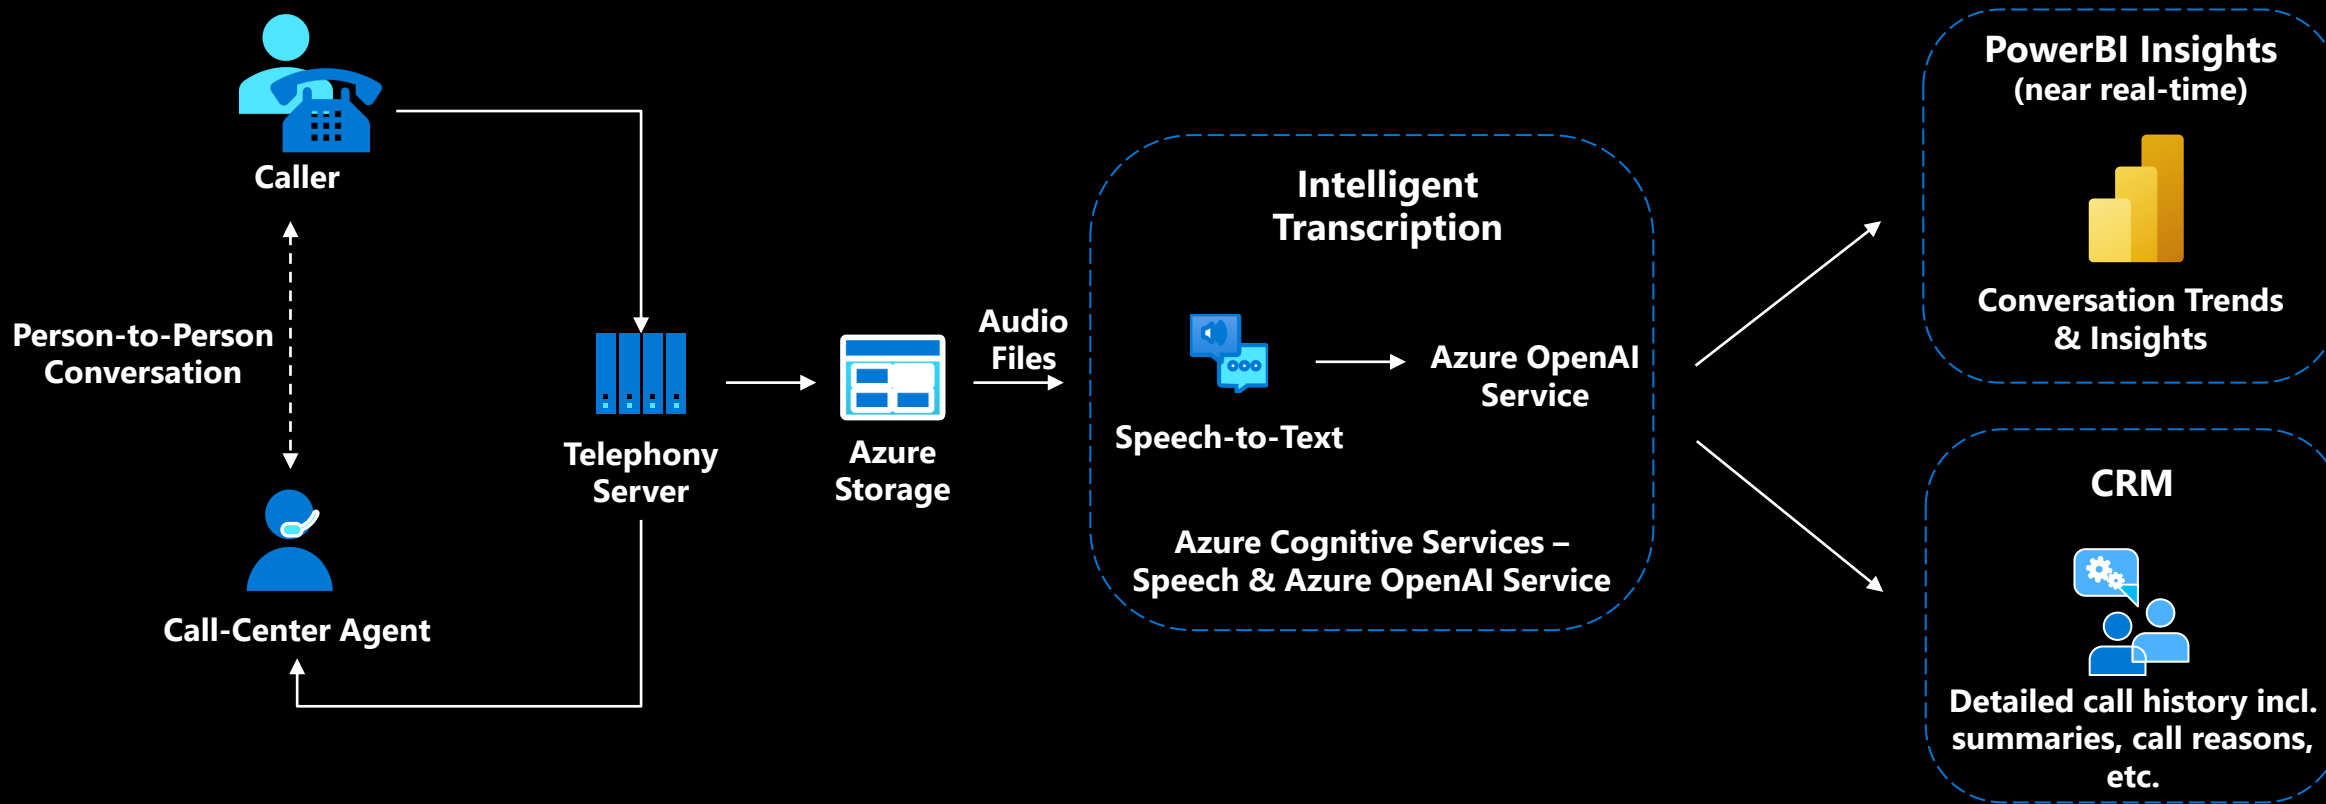 Caller
Person-to-Person
Conversation
Call-Center Agent
Telephony
Server
Azure
Storage
Audio
Files
Intelligent
Transcription
Speech-to-Text
Azure OpenAI
Service
Azure Cognitive Services –
Speech & Azure OpenAI Service
PowerBI Insights
(near real-time)
Conversation Trends
& Insights
CRM
Detailed call history incl.
summaries, call reasons,
etc.